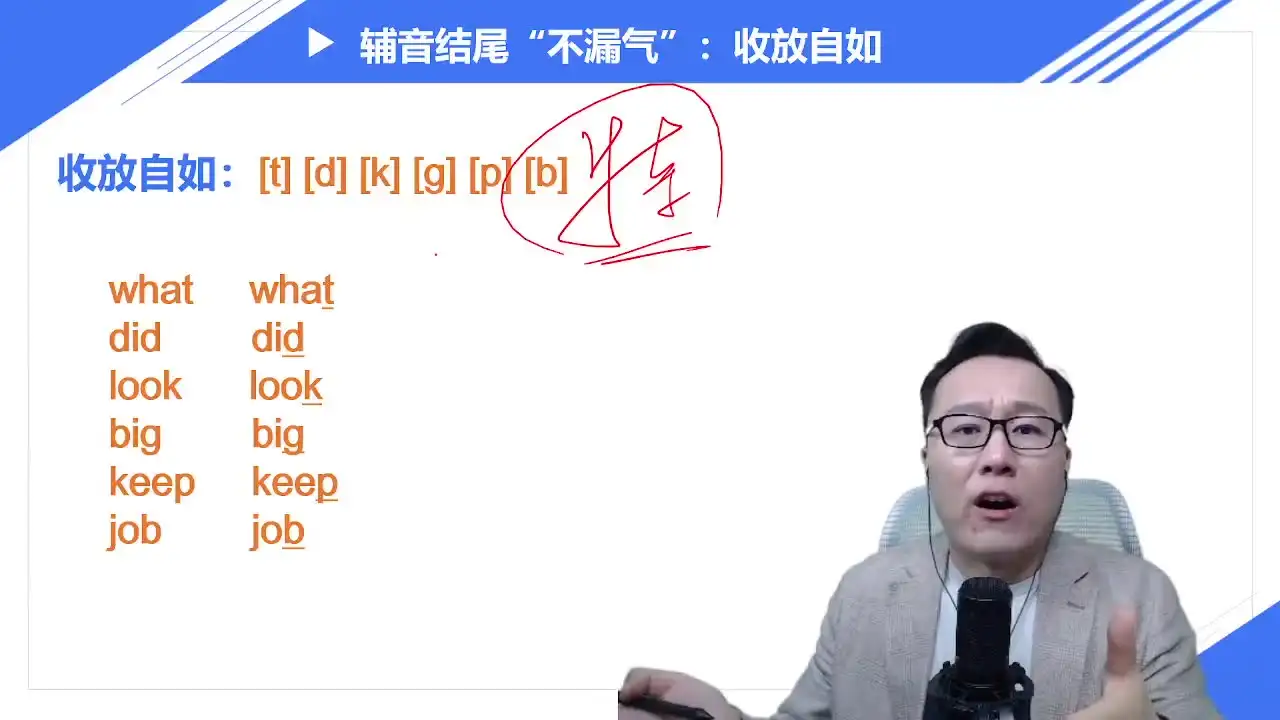 辅音结尾“不漏气”：收放自如
收放自如：[t] [d] [k] [g] [p] [b]
特
what what
did did
look look
big big
keep keep
job job